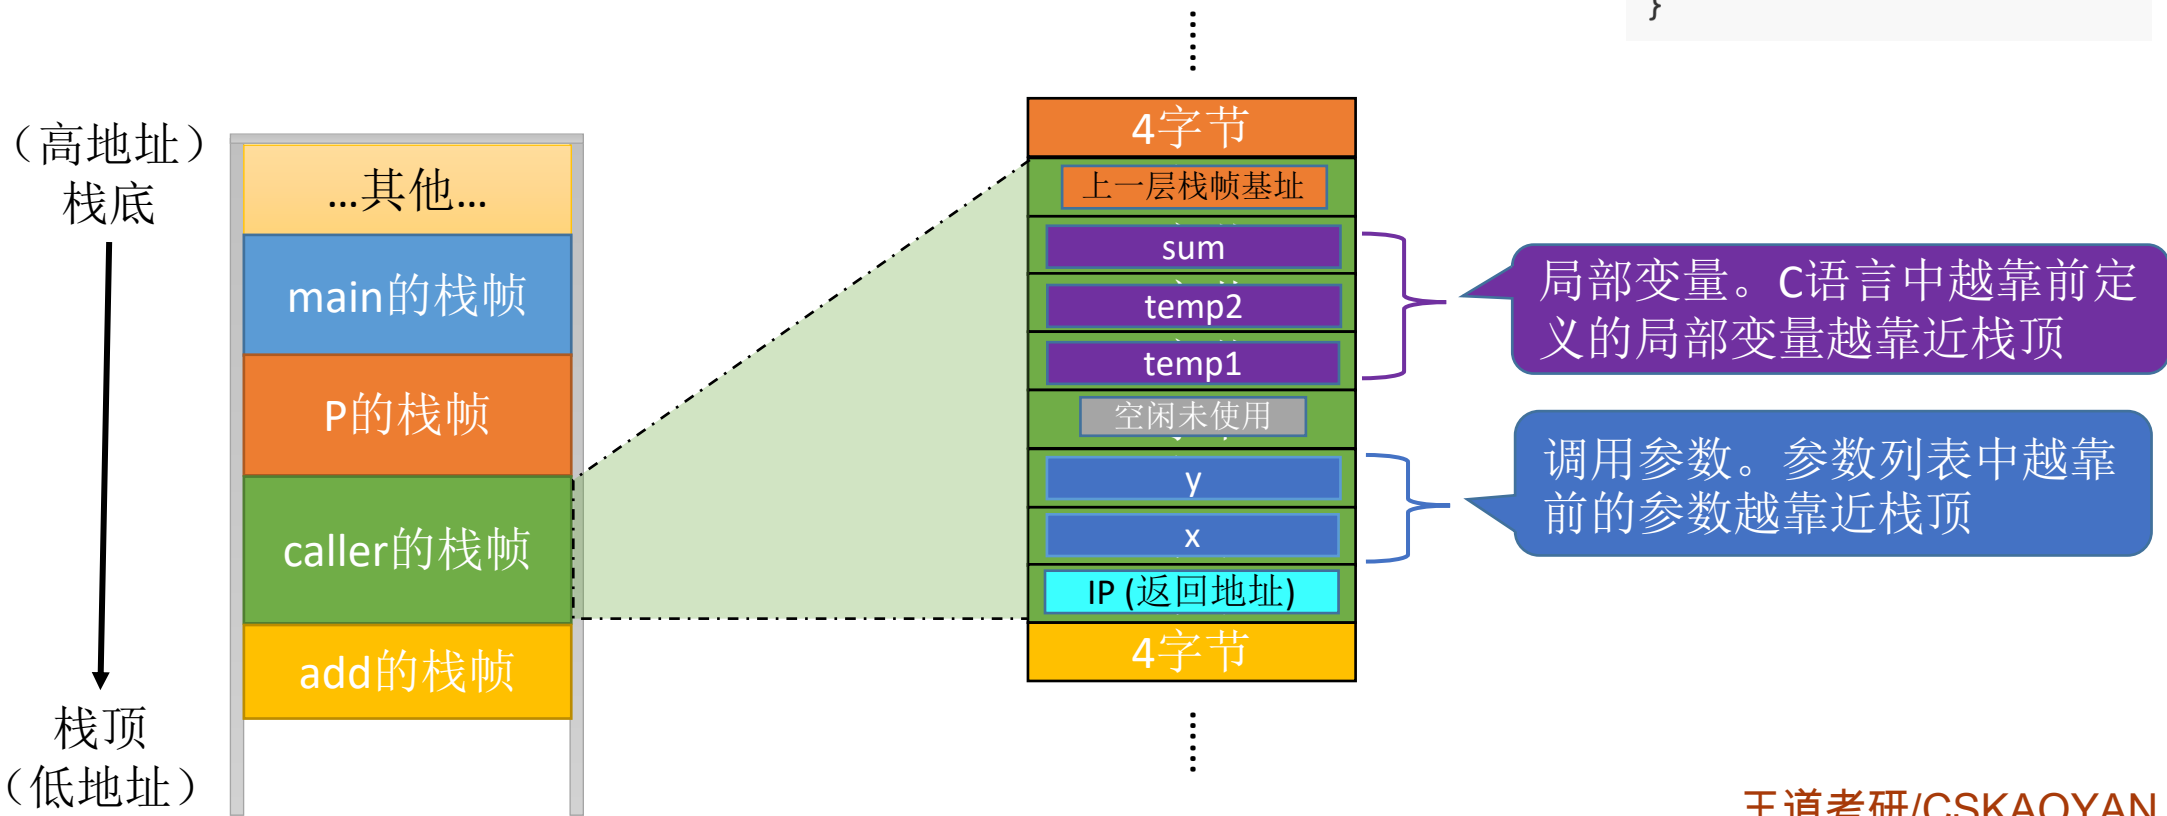 }
（高地址）
栈底
...其他...
main的栈帧
P的栈帧
caller的栈帧
add的栈帧
栈顶
（低地址）
4字节
上一层栈帧基址
sum
temp2
temp1
空闲未使用
y
x
IP (返回地址)
4字节
局部变量。C语言中越靠前定
义的局部变量越靠近栈顶
调用参数。参数列表中越靠
前的参数越靠近栈顶
王道考研/CSKAOYAN